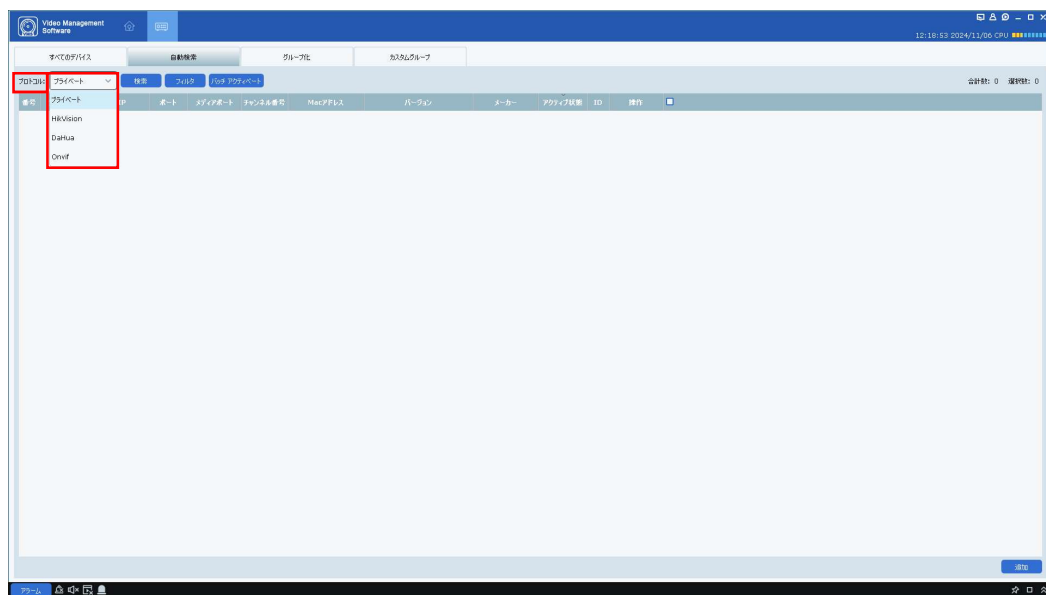 Video Management
Software
12:18:53 2024/11/06 CPU
すべてのデバイス 自動検索 グループ化 カスタムグループ
プロトコル: プライベート 検索 フィルタ バッチ アクティベート 合計数: 0 選択数: 0
番号 IP ポート メディアポート チャンネル番号 Macアドレス バージョン メーカー アクティブ状態 IO 操作
プライベート
HikVision
DaHua
Onvif
追加
アラーム